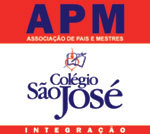 APM
ASSOCIAÇÃO DE PAIS E MESTRES
Colégio
São José
INTEGRAÇÃO